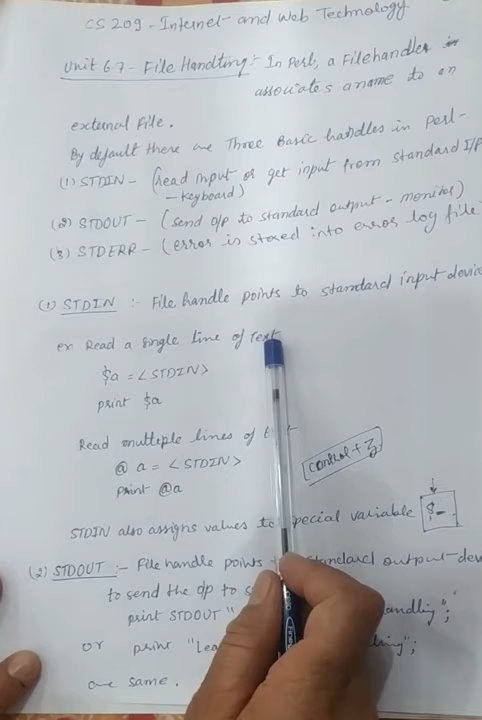 CS 209 - Internet and Web Technology
Unit 6.7 - File Handling :- In Perl, a Filehandler
associates a name to an
external File.
By default there are Three Basic handles in Perl -
(1) STDIN - (read input or get input from standard I/P
- keyboard)
(2) STDOUT - (send o/p to standard output - monitor)
(3) STDERR - (error is stored into error log file
(1) STDIN :- File handle points to standard input device
ex Read a single line of Text
$a = <STDIN>
print $a
Read multiple lines of
@ a = <STDIN>
print @a
control + Z
STDIN also assigns values to special variable $_
(2) STDOUT :- File handle points standard output-dev
to send the o/p to
print STDOUT " andling";
or print "Lea
are same.